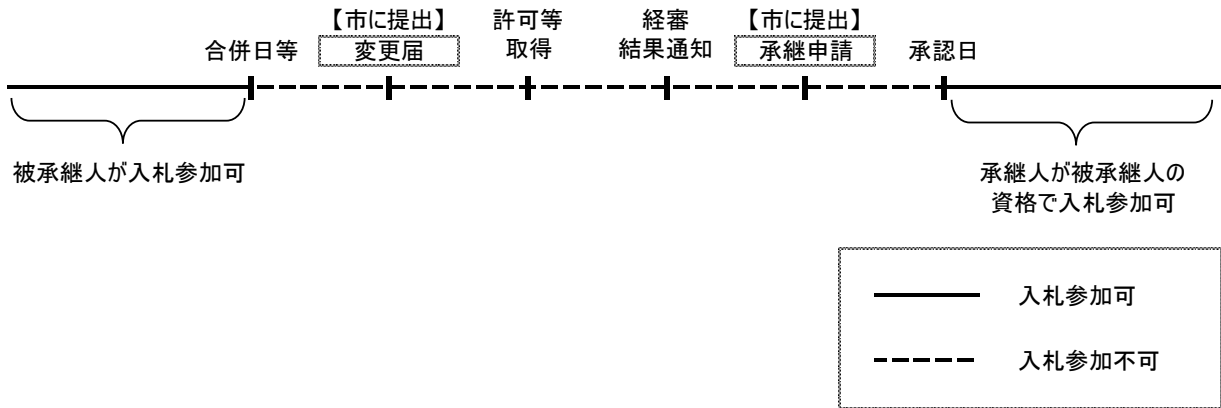 【市に提出】
変更届
許可等
取得
経審
結果通知
【市に提出】
承継申請
合併日等
承認日
被承継人が入札参加可
承継人が被承継人の
資格で入札参加可
入札参加可
入札参加不可